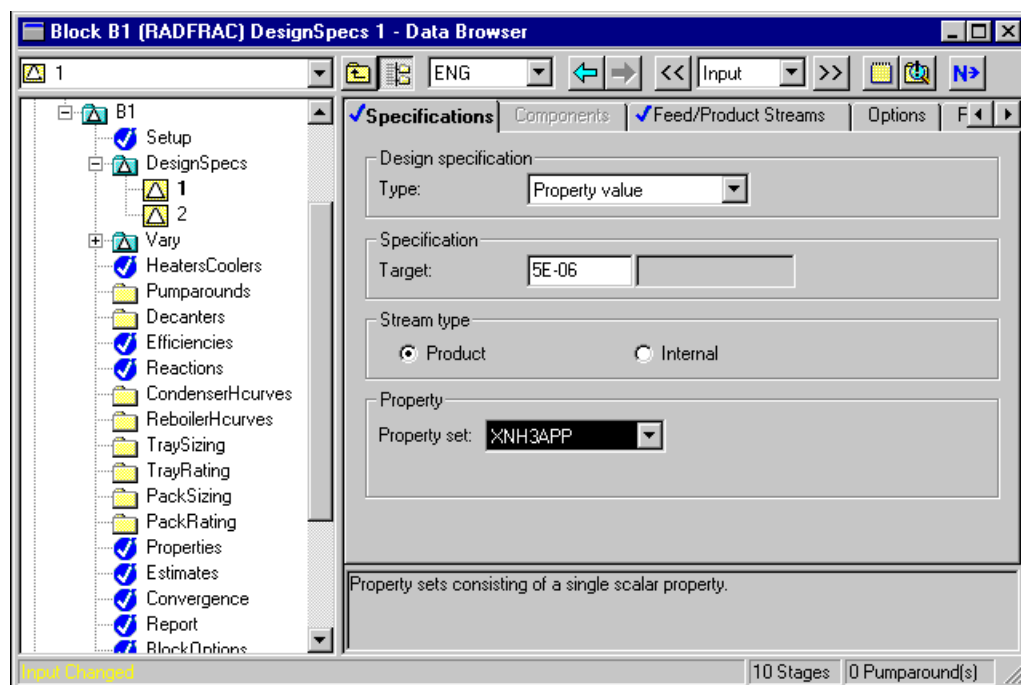 Block B1 (RADFRAC) DesignSpecs 1 - Data Browser
1 ENG << Input >> N
B1
Setup
DesignSpecs
1
2
Vary
HeatersCoolers
Pumparounds
Decanters
Efficiencies
Reactions
CondenserHcurves
ReboilerHcurves
TraySizing
TrayRating
PackSizing
PackRating
Properties
Estimates
Convergence
Report
BlockOptions
Specifications Components Feed/Product Streams Options F
Design specification
Type: Property value
Specification
Target: 5E-06
Stream type
Product Internal
Property
Property set: XNH3APP
Property sets consisting of a single scalar property.
Input Changed 10 Stages 0 Pumparound(s)